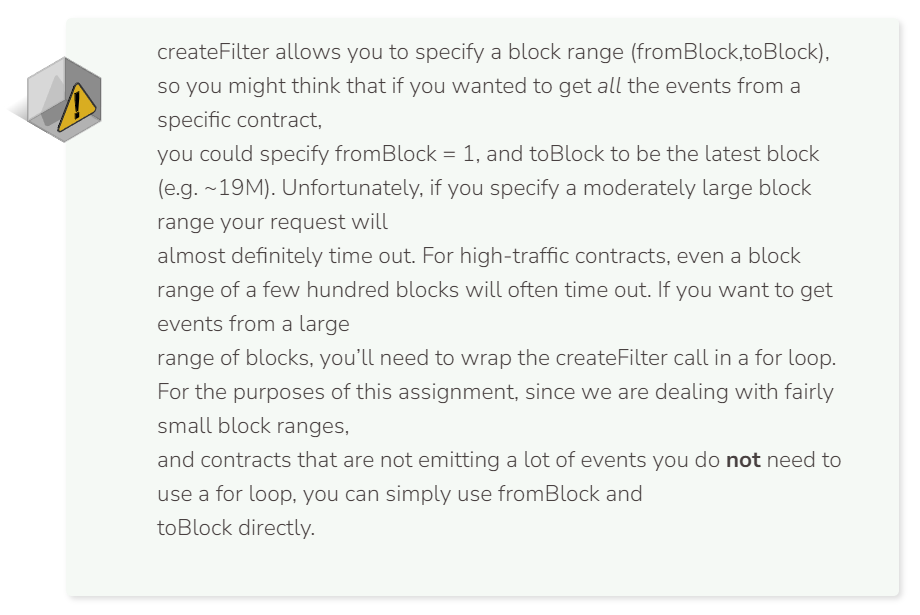 createFilter allows you to specify a block range (fromBlock,toBlock),
so you might think that if you wanted to get all the events from a
specific contract,
you could specify fromBlock = 1, and toBlock to be the latest block
(e.g. ~19M). Unfortunately, if you specify a moderately large block
range your request will
almost definitely time out. For high-traffic contracts, even a block
range of a few hundred blocks will often time out. If you want to get
events from a large
range of blocks, you’ll need to wrap the createFilter call in a for loop.
For the purposes of this assignment, since we are dealing with fairly
small block ranges,
and contracts that are not emitting a lot of events you do not need to
use a for loop, you can simply use fromBlock and
toBlock directly.